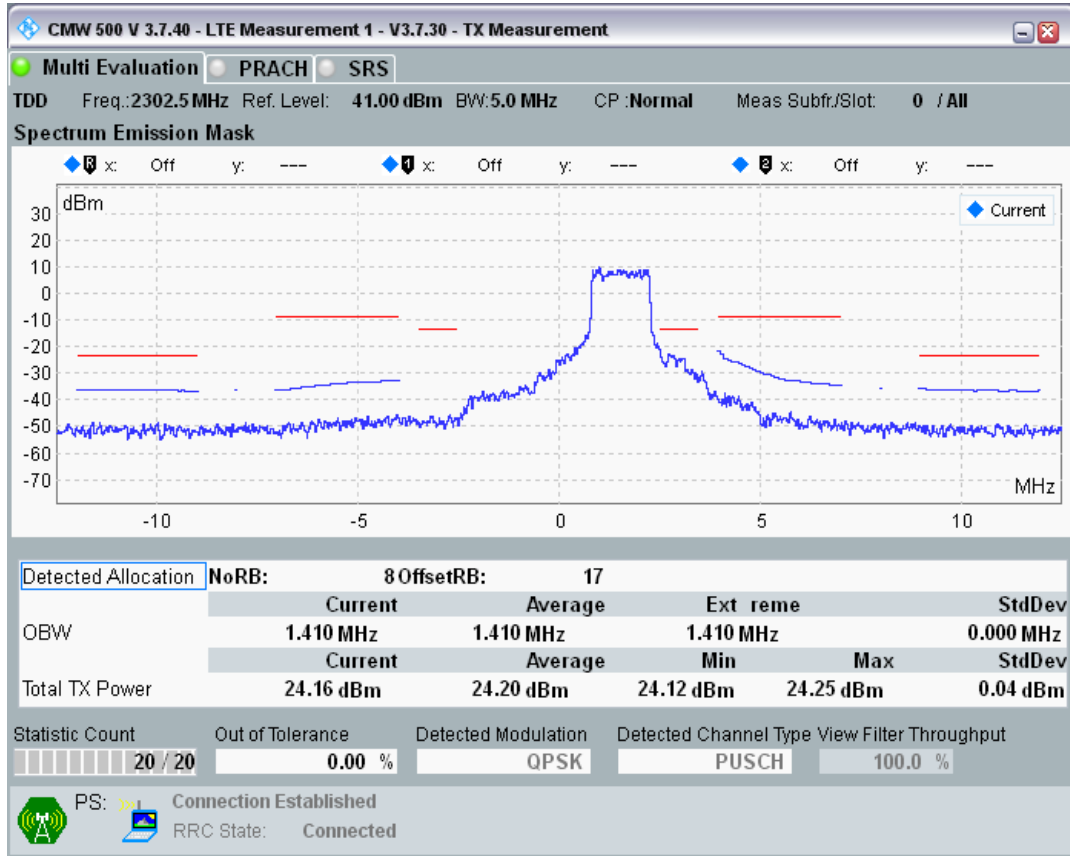 CMW 500 V 3.7.40 - LTE Measurement 1 - V3.7.30 - TX Measurement
Multi Evaluation PRACH SRS
TDD Freq.:2302.5 MHz Ref. Level: 41.00 dBm BW:5.0 MHz CP :Normal Meas Subfr./Slot: 0 / All
Spectrum Emission Mask
R x: Off y: --- 1 x: Off y: --- 2 x: Off y: ---
dBm
Current
30
20
10
0
-10
-20
-30
-40
-50
-60
-70
MHz
-10 -5 0 5 10
Detected Allocation NoRB: 8 OffsetRB: 17
Current Average Ext reme StdDev
OBW 1.410 MHz 1.410 MHz 1.410 MHz 0.000 MHz
Current Average Min Max StdDev
Total TX Power 24.16 dBm 24.20 dBm 24.12 dBm 24.25 dBm 0.04 dBm
Statistic Count Out of Tolerance Detected Modulation Detected Channel Type View Filter Throughput
20 / 20 0.00 % QPSK PUSCH 100.0 %
PS: Connection Established
RRC State: Connected